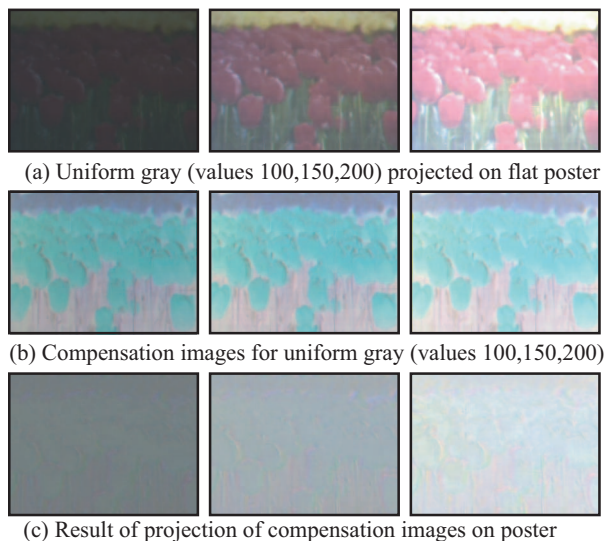 (a) Uniform gray (values 100,150,200) projected on flat poster
(b) Compensation images for uniform gray (values 100,150,200)
(c) Result of projection of compensation images on poster